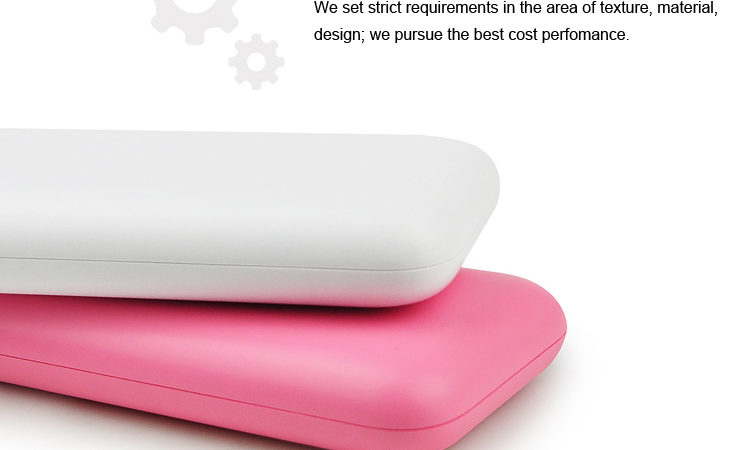 We set strict requirements in the area of texture, material,
design; we pursue the best cost perfomance.